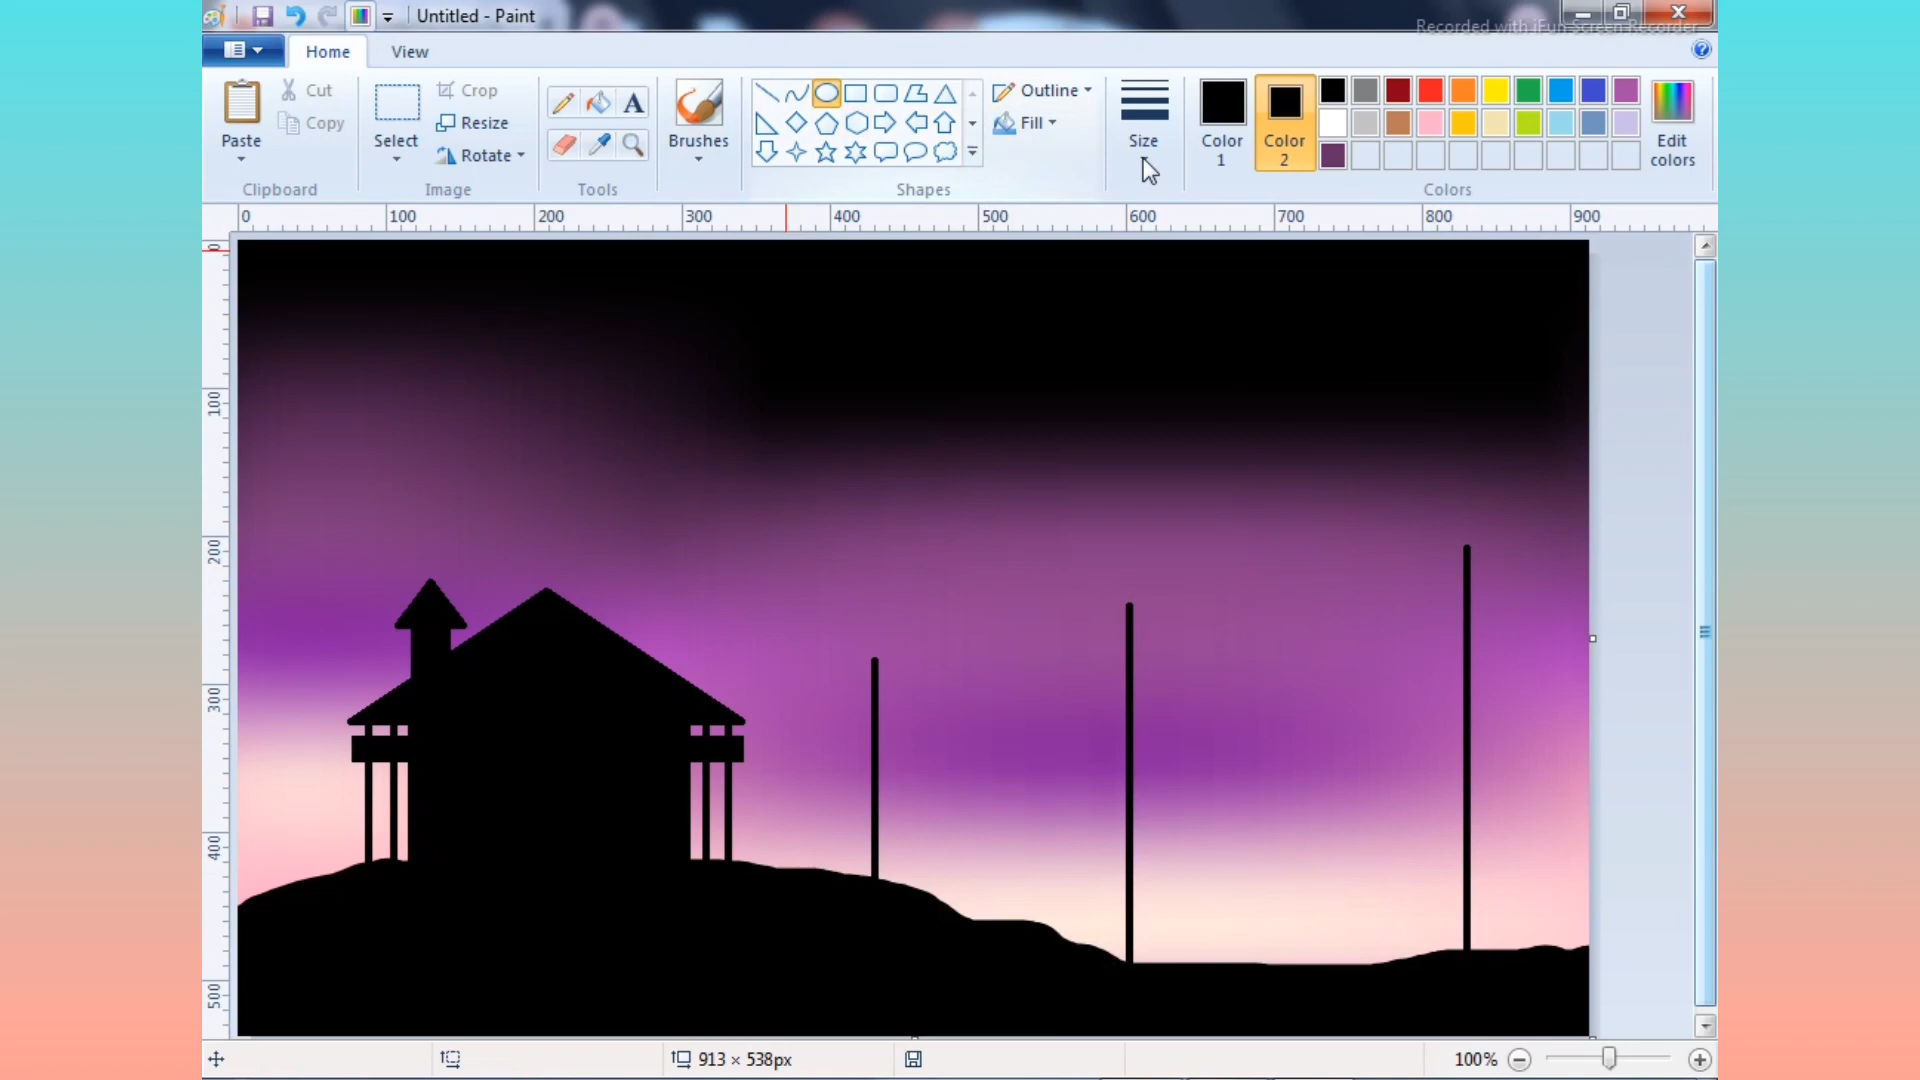 Untitled - Paint
Recorded with iFun Screen Recorder
Home View
Paste
Cut
Copy
Clipboard
Select
Crop
Resize
Rotate
Image
A
Tools
Brushes
Outline
Fill
Shapes
Size
Color 1
Color 2
Edit colors
Colors
0 100 200 300 400 500 600 700 800 900
0
100
200
300
400
500
913 × 538px
100%